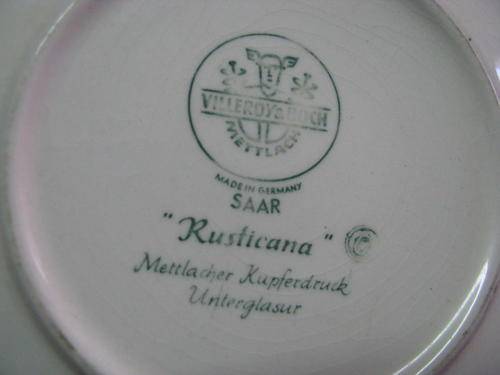 VILLEROY & BOCH
METTLACH
MADE IN GERMANY
SAAR
"Rusticana" ©
Mettlacher Kupferdruck
Unterglasur